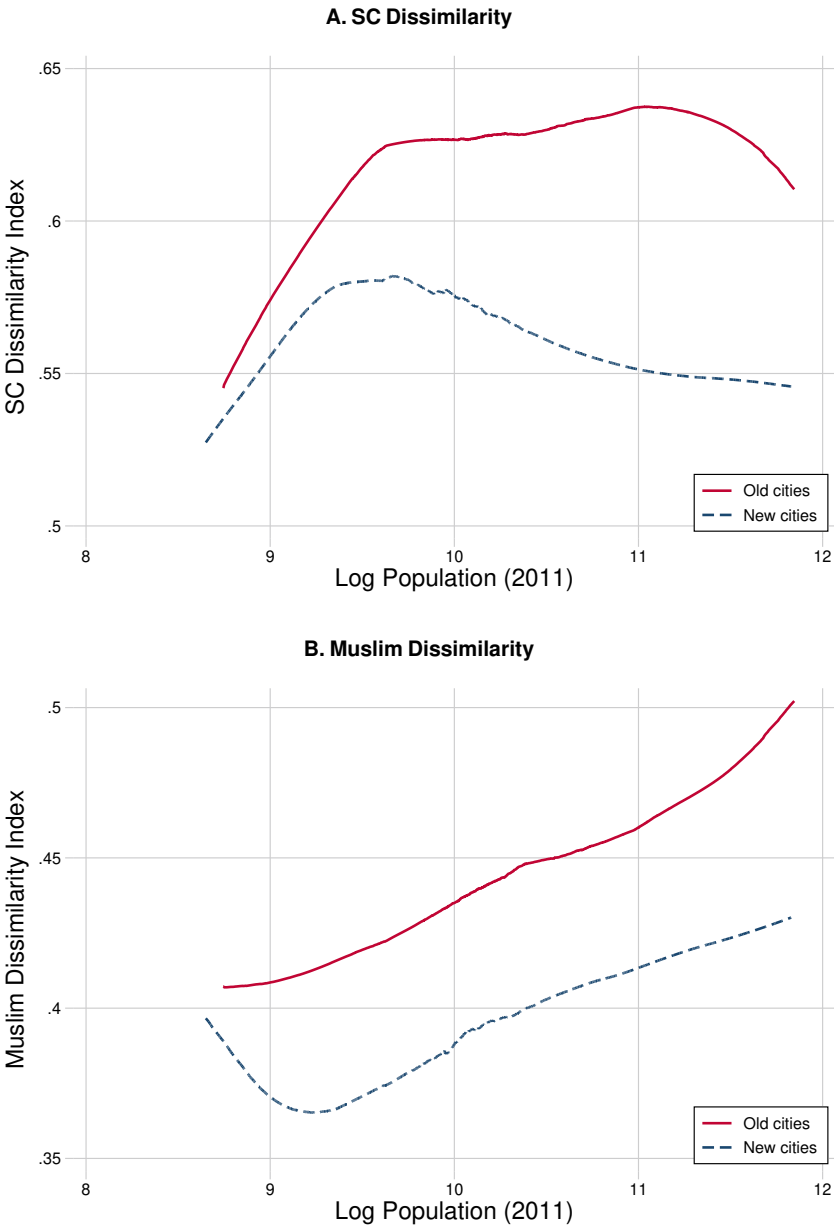 A. SC Dissimilarity
.65
.6
.55
.5
SC Dissimilarity Index
8 9 10 11 12
Log Population (2011)
Old cities
New cities
B. Muslim Dissimilarity
.5
.45
.4
.35
Muslim Dissimilarity Index
8 9 10 11 12
Log Population (2011)
Old cities
New cities